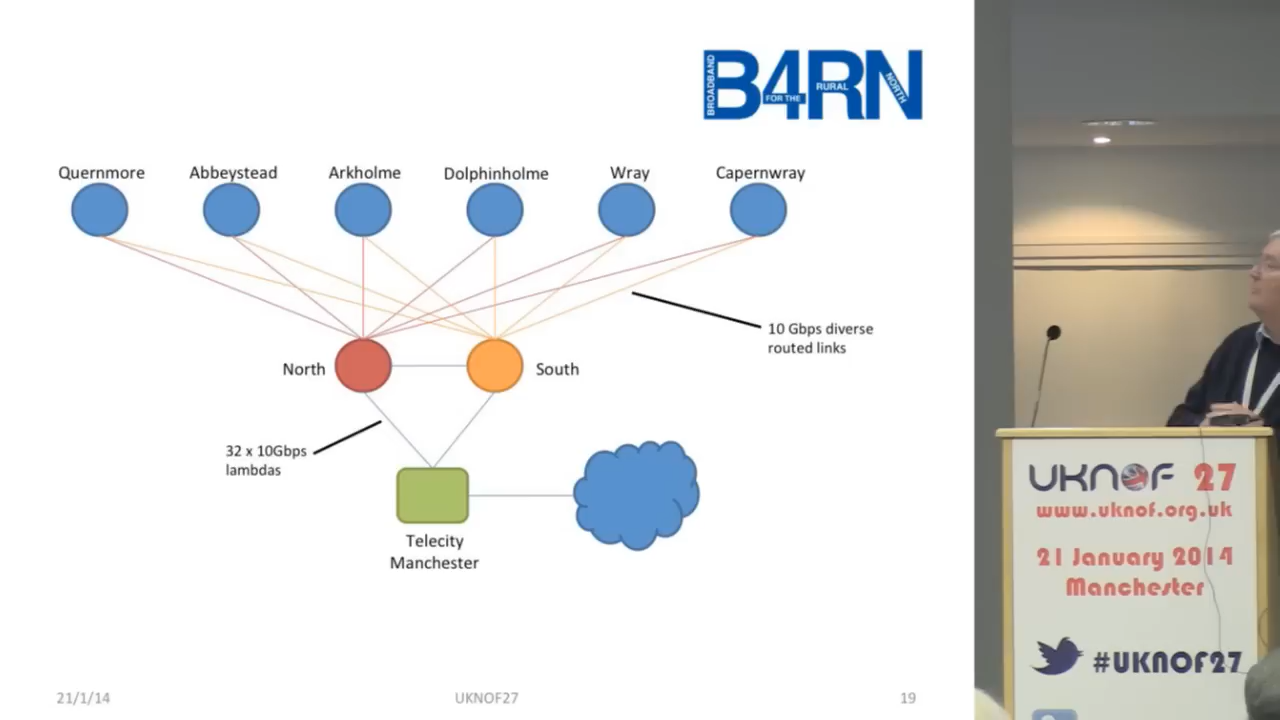 BROADBAND
B4RN
FOR THE
RURAL
NORTH
Quernmore
Abbeystead
Arkholme
Dolphinholme
Wray
Capernwray
10 Gbps diverse
routed links
North
South
32 x 10Gbps
lambdas
Telecity
Manchester
21/1/14
UKNOF27
19
UKNOF 27
www.uknof.org.uk
21 January 2014
Manchester
#UKNOF27